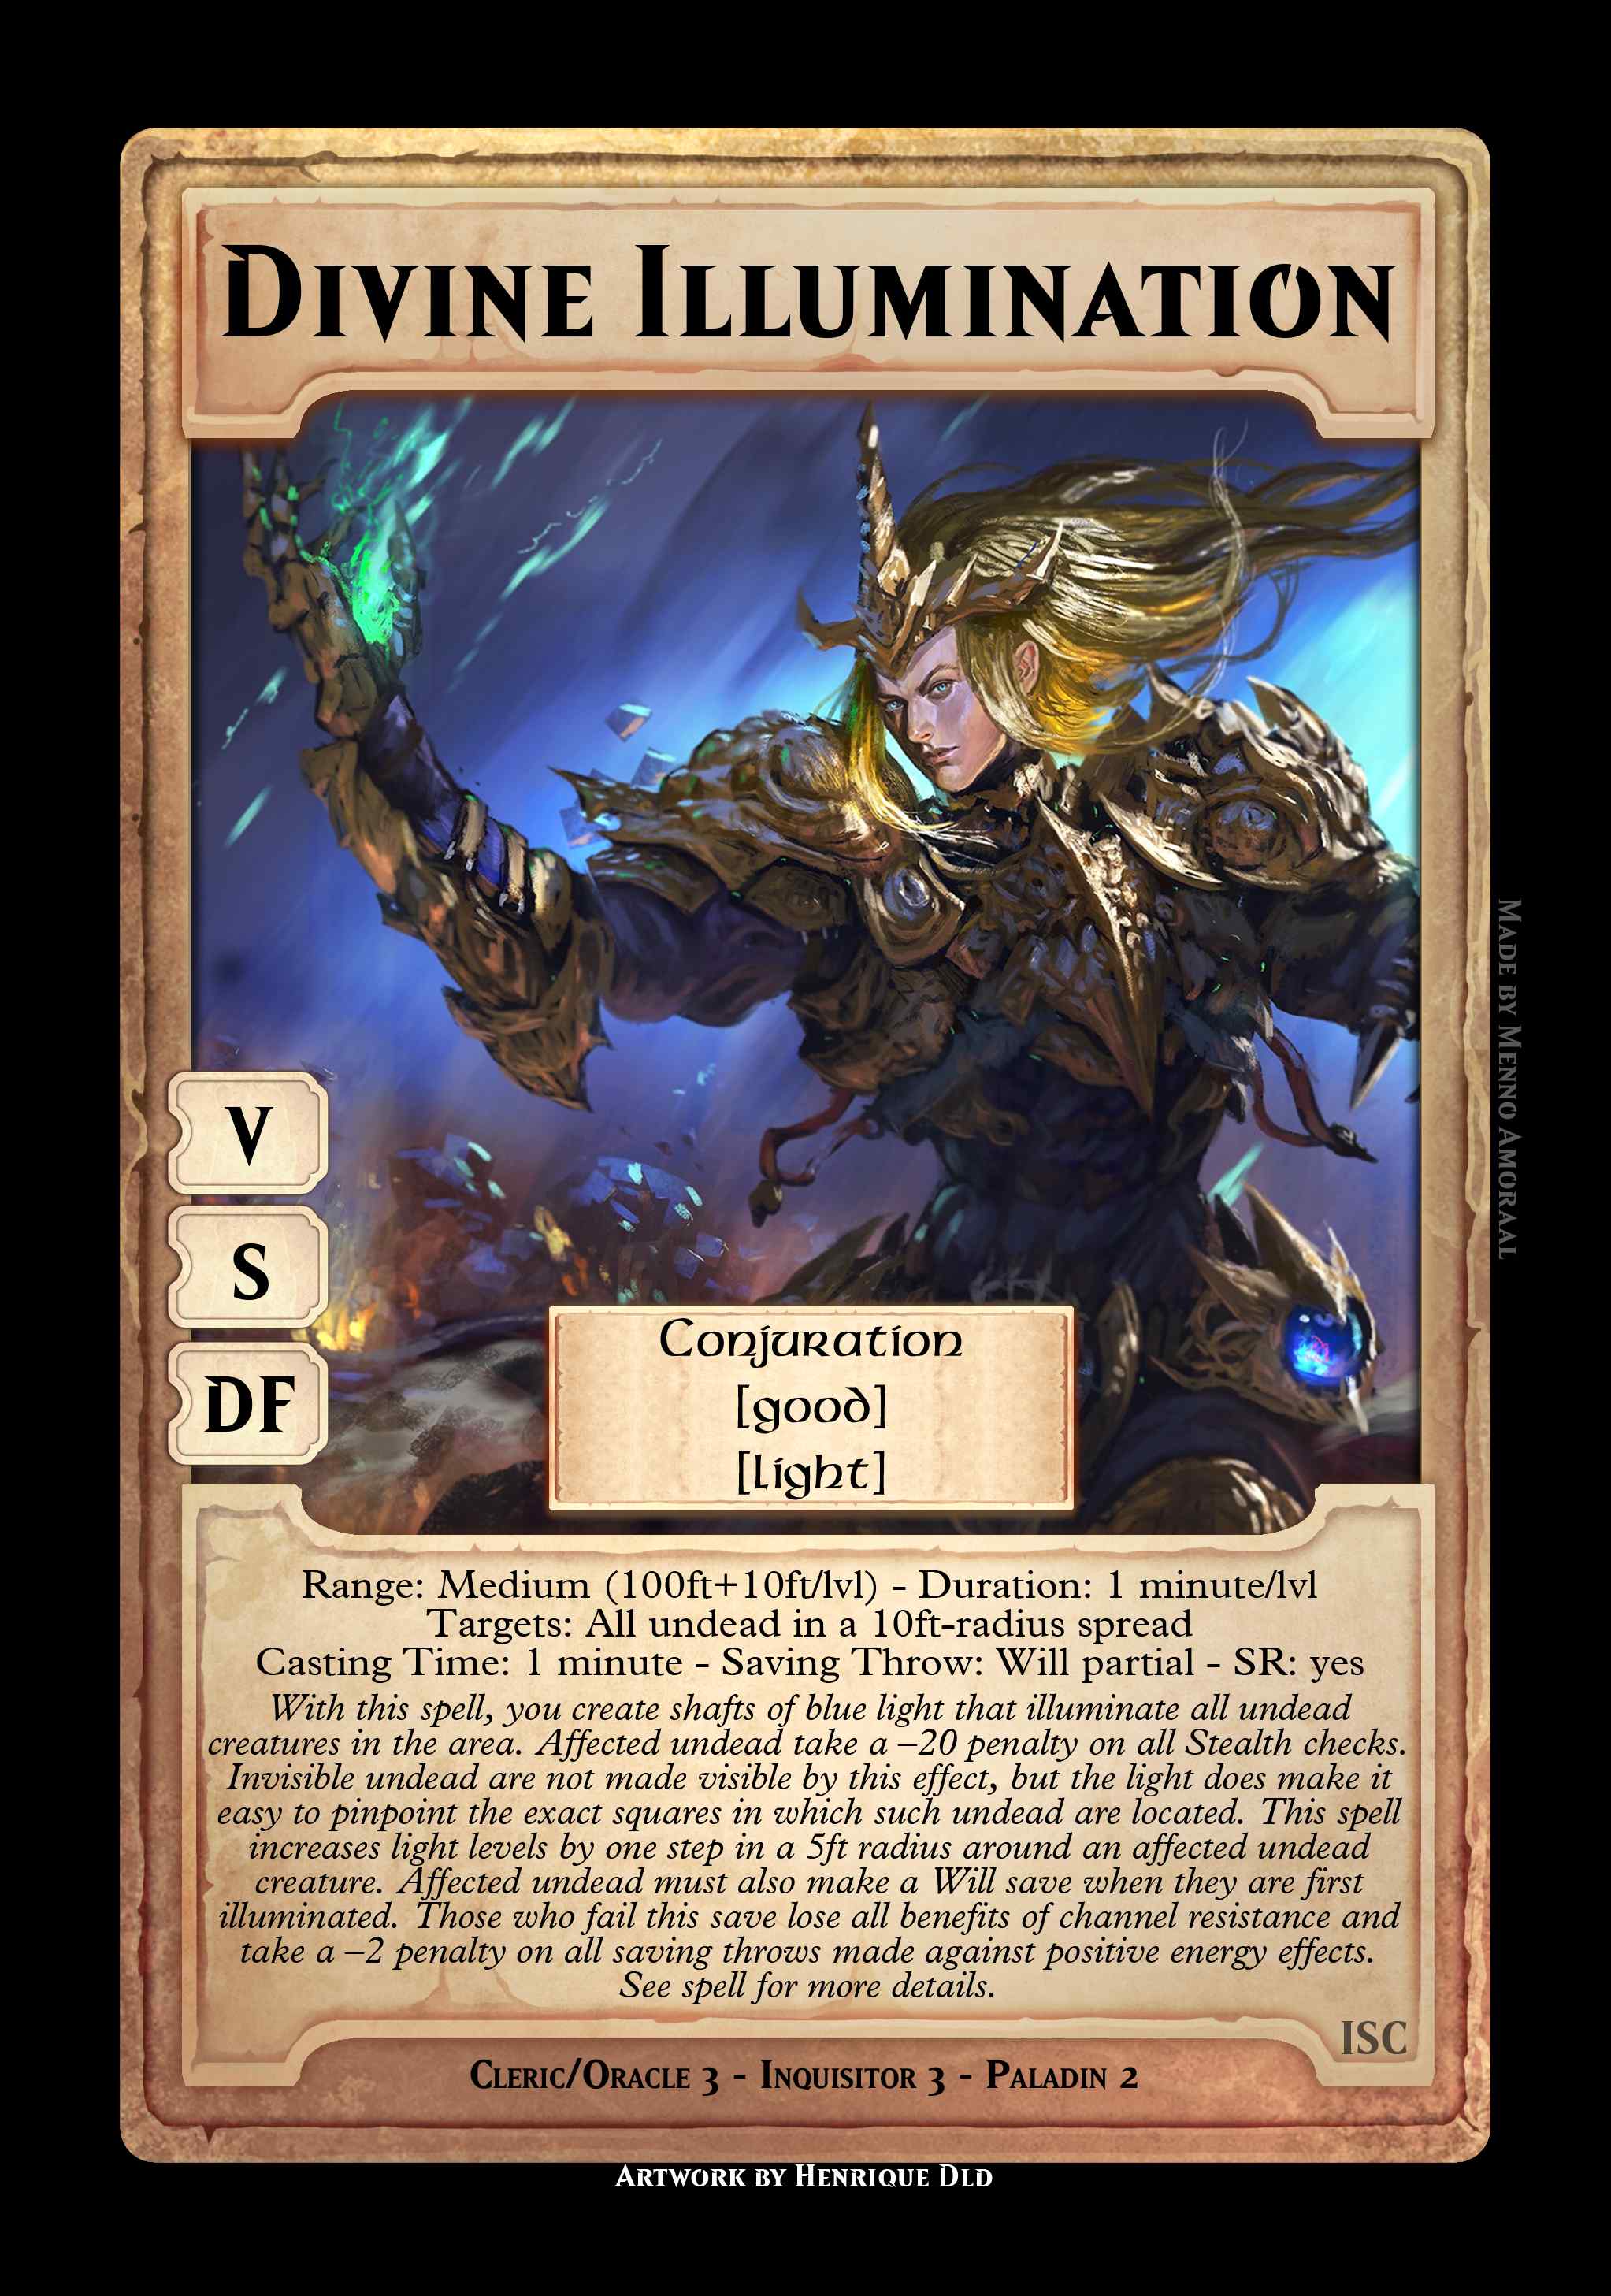 Divine Illumination
V
S
DF
Conjuration
[good]
[light]
Range: Medium (100ft+10ft/lvl) - Duration: 1 minute/lvl
Targets: All undead in a 10ft-radius spread
Casting Time: 1 minute - Saving Throw: Will partial - SR: yes
With this spell, you create shafts of blue light that illuminate all undead
creatures in the area. Affected undead take a –20 penalty on all Stealth checks.
Invisible undead are not made visible by this effect, but the light does make it
easy to pinpoint the exact squares in which such undead are located. This spell
increases light levels by one step in a 5ft radius around an affected undead
creature. Affected undead must also make a Will save when they are first
illuminated. Those who fail this save lose all benefits of channel resistance and
take a –2 penalty on all saving throws made against positive energy effects.
See spell for more details.
ISC
Cleric/Oracle 3 - Inquisitor 3 - Paladin 2
Artwork by Henrique Dld
Made by Menno Amoraal